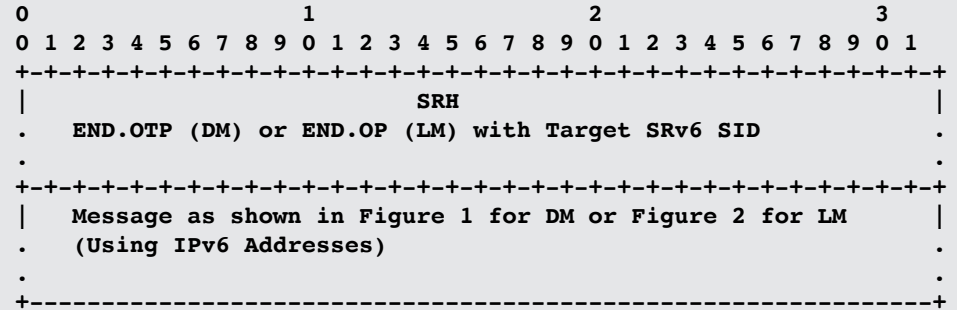 0                   1                   2                   3
0 1 2 3 4 5 6 7 8 9 0 1 2 3 4 5 6 7 8 9 0 1 2 3 4 5 6 7 8 9 0 1
+-+-+-+-+-+-+-+-+-+-+-+-+-+-+-+-+-+-+-+-+-+-+-+-+-+-+-+-+-+-+-+-+
|                           SRH                                 |
.   END.OTP (DM) or END.OP (LM) with Target SRv6 SID            .
.                                                               .
+-+-+-+-+-+-+-+-+-+-+-+-+-+-+-+-+-+-+-+-+-+-+-+-+-+-+-+-+-+-+-+-+
|   Message as shown in Figure 1 for DM or Figure 2 for LM      |
.   (Using IPv6 Addresses)                                      .
.                                                               .
+---------------------------------------------------------------+